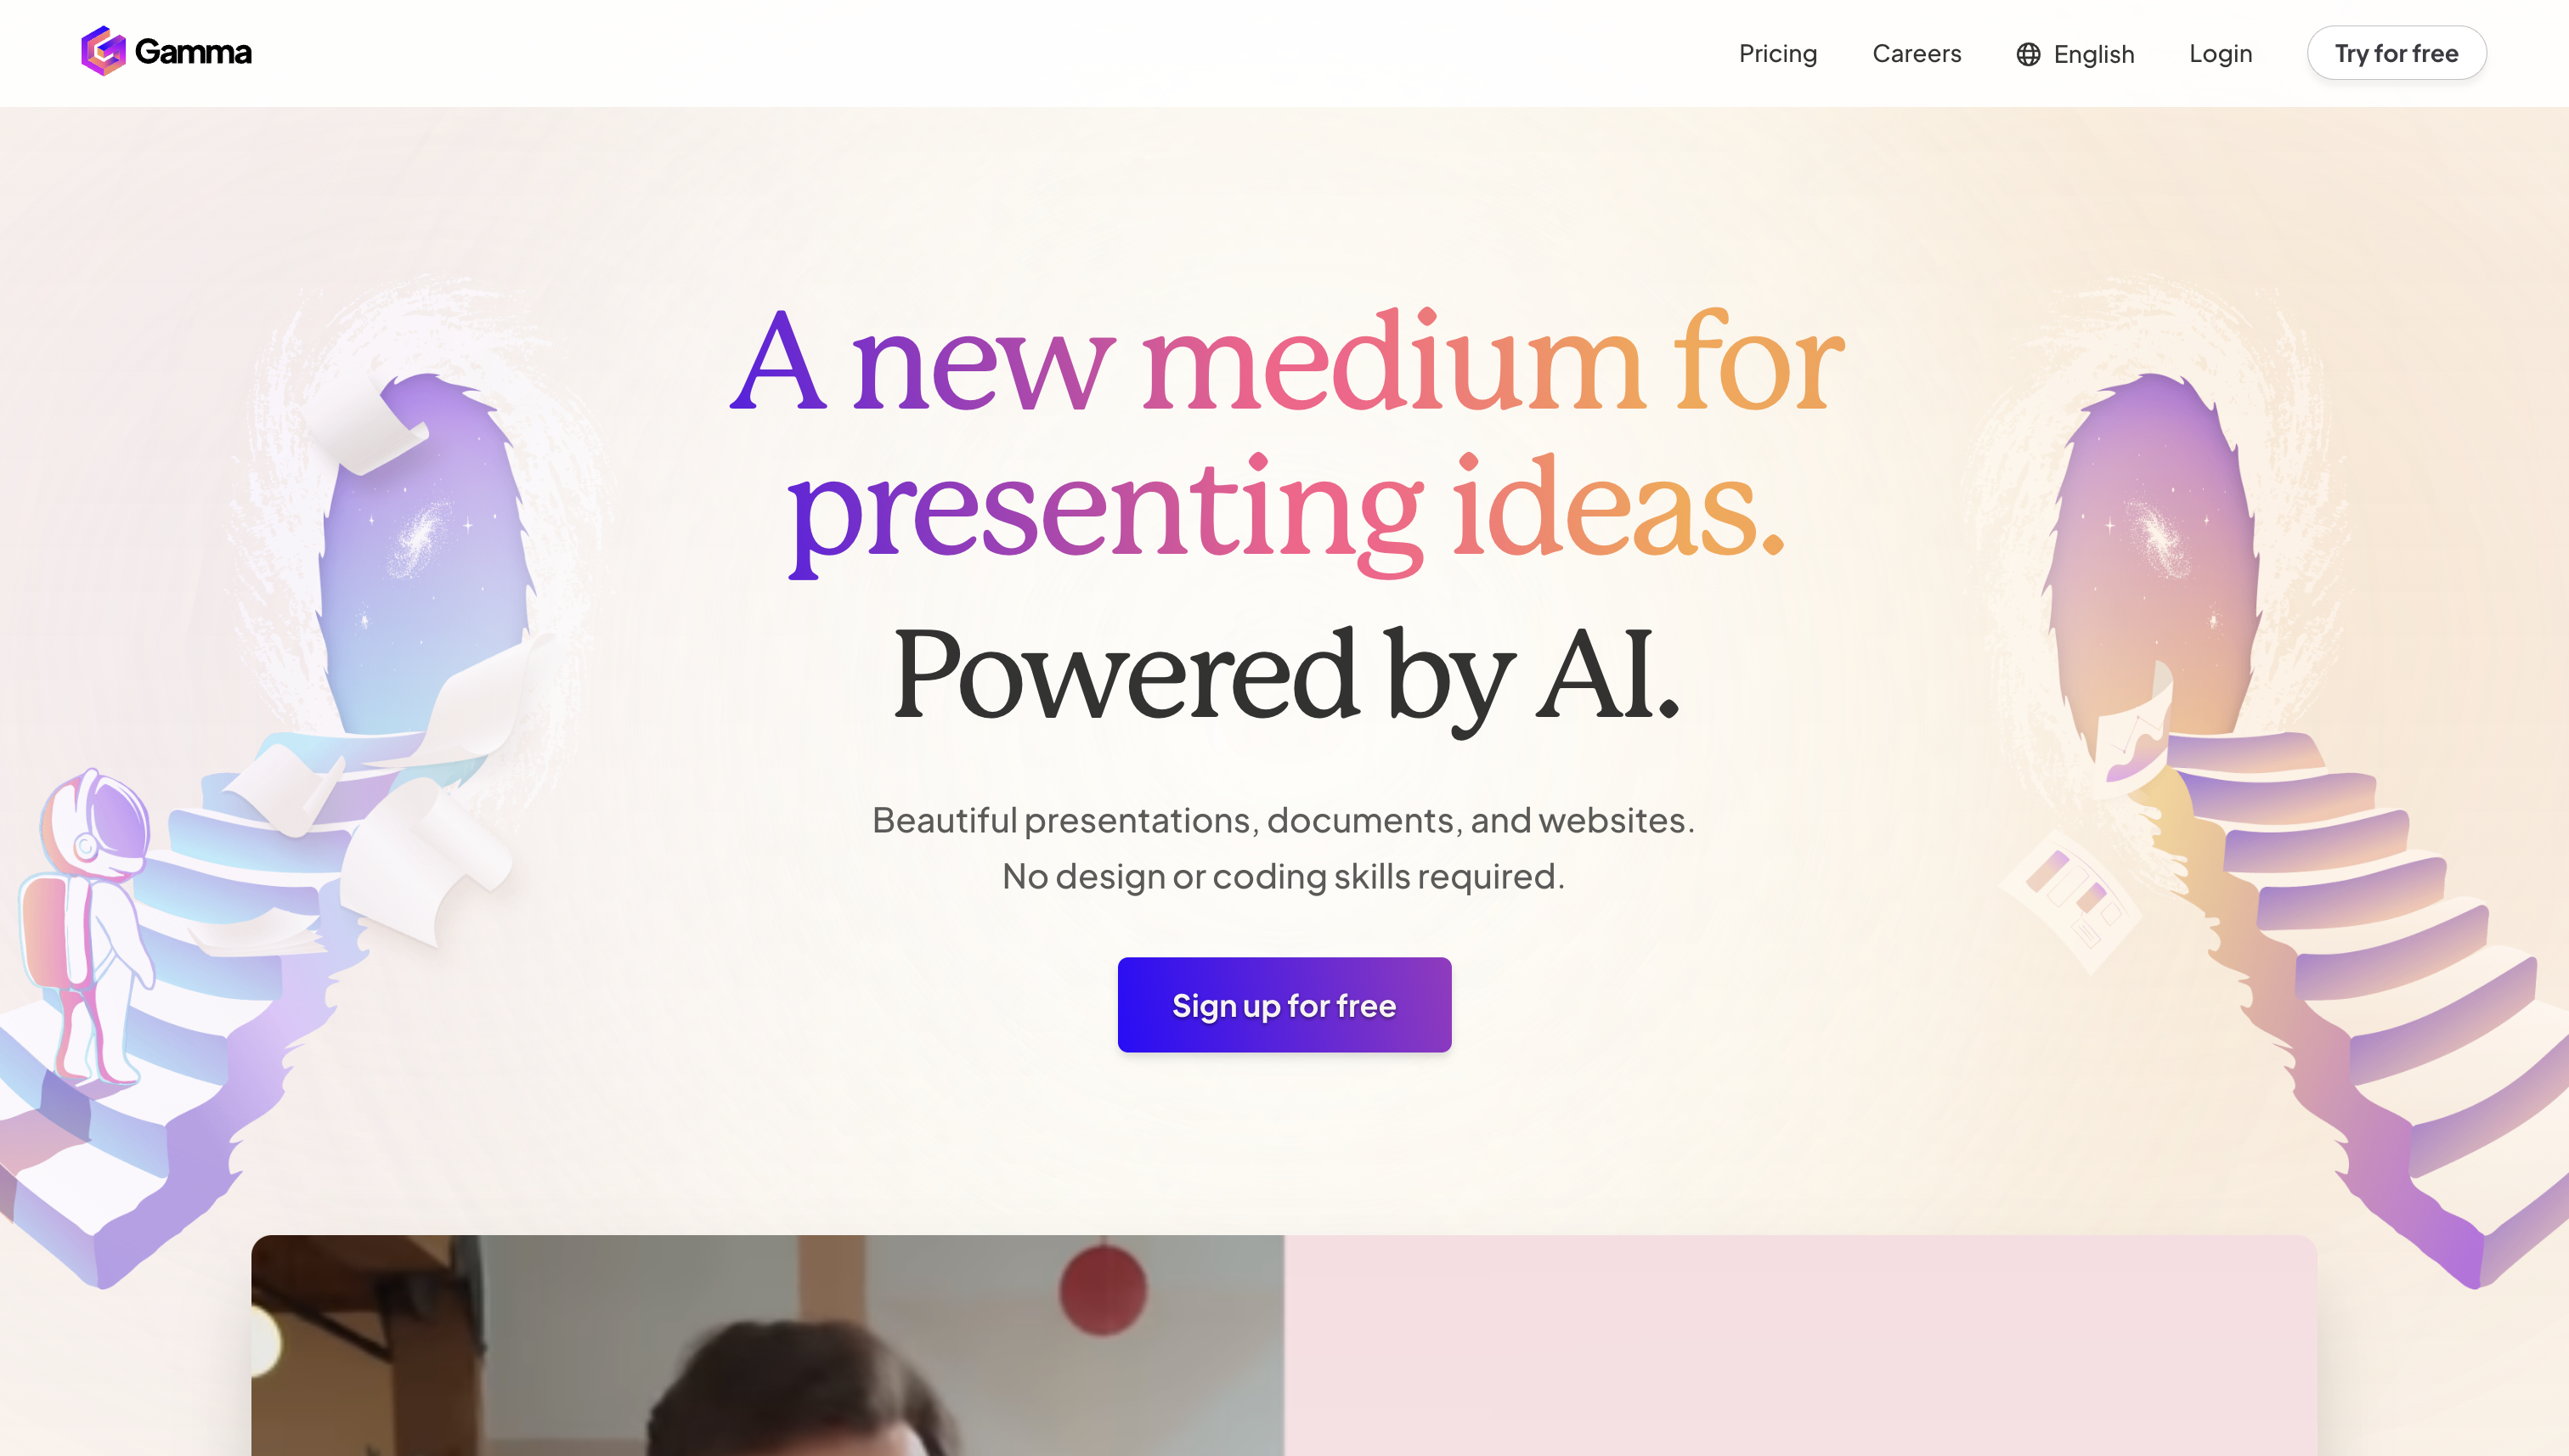 Gamma
Pricing
Careers
English
Login
Try for free
A new medium for
presenting ideas.
Powered by AI.
Beautiful presentations, documents, and websites.
No design or coding skills required.
Sign up for free